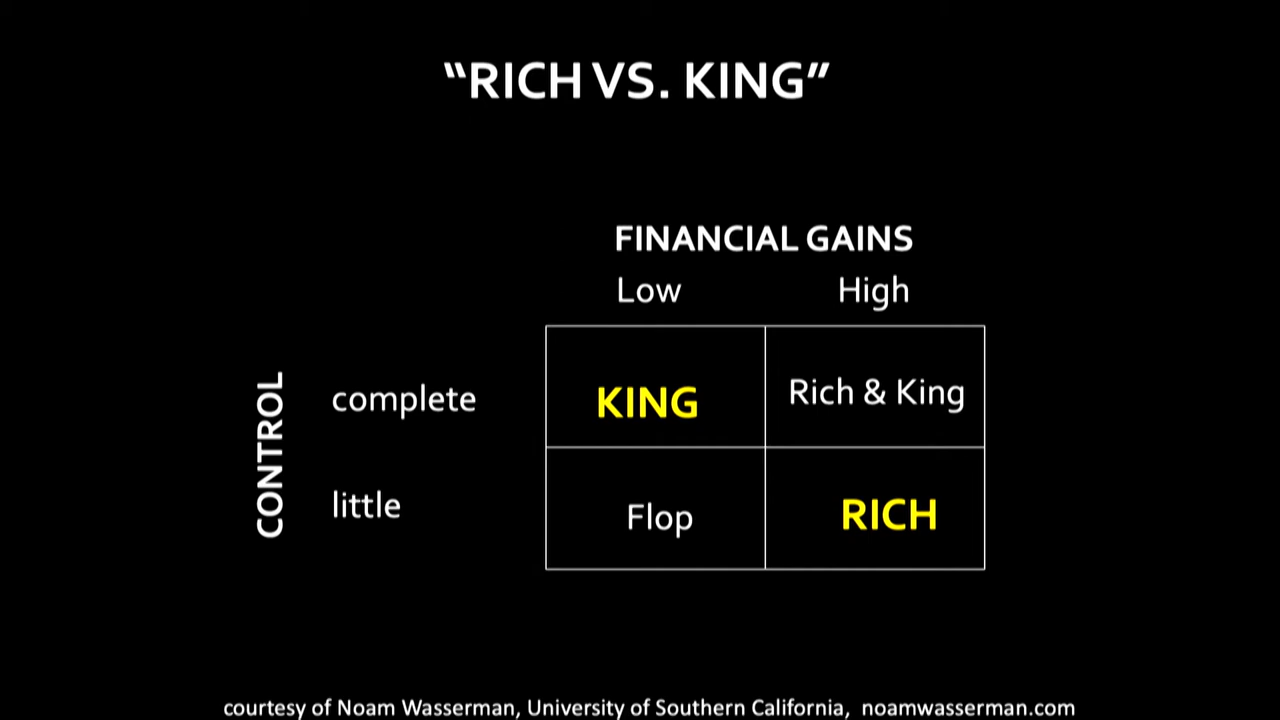 “RICH VS. KING”
FINANCIAL GAINS
Low High
CONTROL
complete KING Rich & King
little Flop RICH
courtesy of Noam Wasserman, University of Southern California, noamwasserman.com